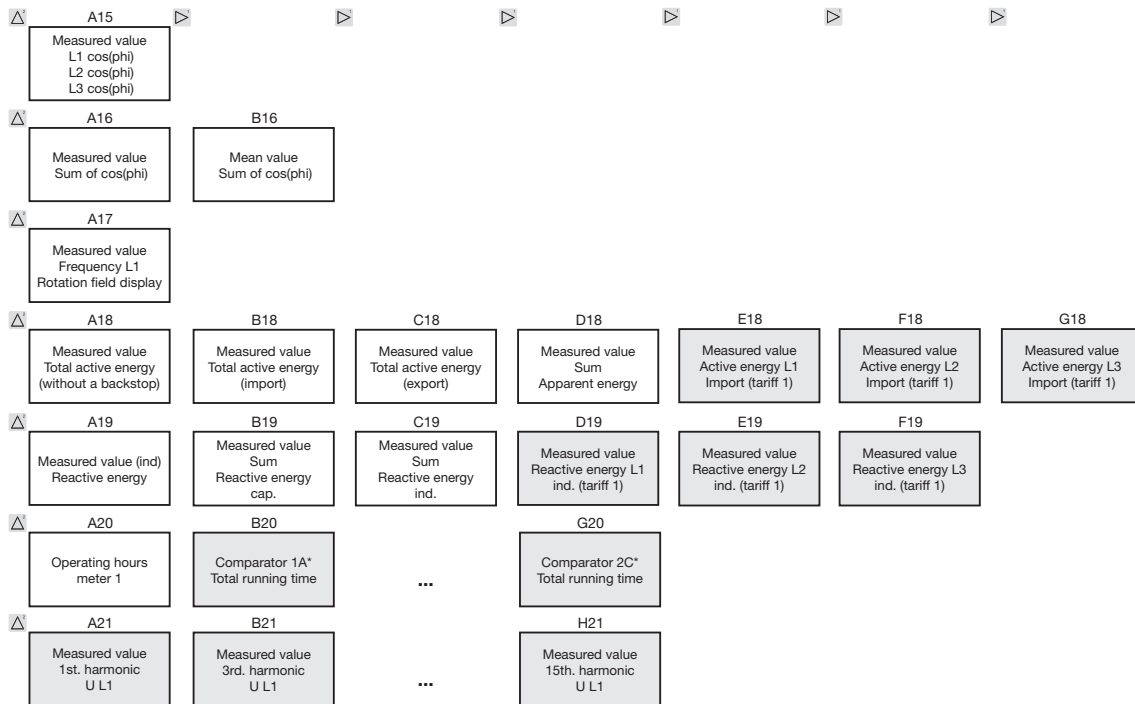 A15
Measured value
L1 cos(phi)
L2 cos(phi)
L3 cos(phi)
A16
Measured value
Sum of cos(phi)
B16
Mean value
Sum of cos(phi)
A17
Measured value
Frequency L1
Rotation field display
A18
Measured value
Total active energy
(without a backstop)
B18
Measured value
Total active energy
(import)
C18
Measured value
Total active energy
(export)
D18
Measured value
Sum
Apparent energy
E18
Measured value
Active energy L1
Import (tariff 1)
F18
Measured value
Active energy L2
Import (tariff 1)
G18
Measured value
Active energy L3
Import (tariff 1)
A19
Measured value (ind)
Reactive energy
B19
Measured value
Sum
Reactive energy
cap.
C19
Measured value
Sum
Reactive energy
ind.
D19
Measured value
Reactive energy L1
ind. (tariff 1)
E19
Measured value
Reactive energy L2
ind. (tariff 1)
F19
Measured value
Reactive energy L3
ind. (tariff 1)
A20
Operating hours
meter 1
B20
Comparator 1A*
Total running time
...
G20
Comparator 2C*
Total running time
A21
Measured value
1st. harmonic
U L1
B21
Measured value
3rd. harmonic
U L1
...
H21
Measured value
15th. harmonic
U L1